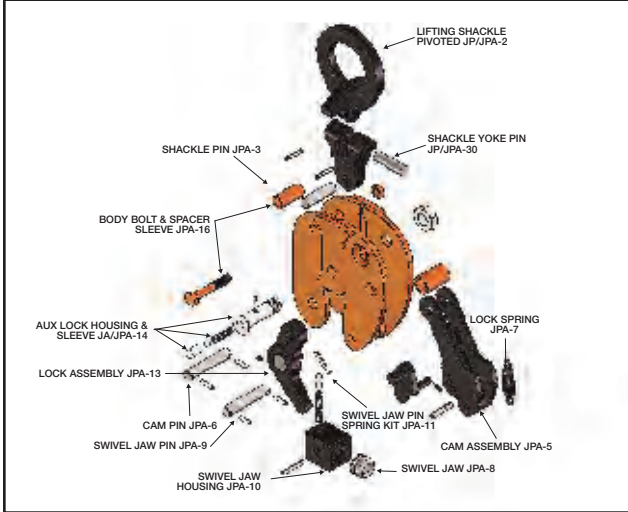 LIFTING SHACKLE
PIVOTED JP/JPA-2
SHACKLE PIN JPA-3
SHACKLE YOKE PIN
JP/JPA-30
BODY BOLT & SPACER
SLEEVE JPA-16
AUX LOCK HOUSING &
SLEEVE JA/JPA-14
LOCK SPRING
JPA-7
LOCK ASSEMBLY JPA-13
CAM PIN JPA-6
SWIVEL JAW PIN
SPRING KIT JPA-11
SWIVEL JAW PIN JPA-9
CAM ASSEMBLY JPA-5
SWIVEL JAW
HOUSING JPA-10
SWIVEL JAW JPA-8